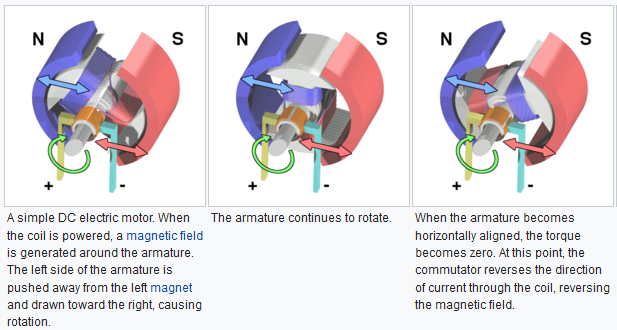 N S
N S
N S
+ -
+ -
+ -
A simple DC electric motor. When
the coil is powered, a magnetic field
is generated around the armature.
The left side of the armature is
pushed away from the left magnet
and drawn toward the right, causing
rotation.
The armature continues to rotate.
When the armature becomes
horizontally aligned, the torque
becomes zero. At this point, the
commutator reverses the direction
of current through the coil, reversing
the magnetic field.